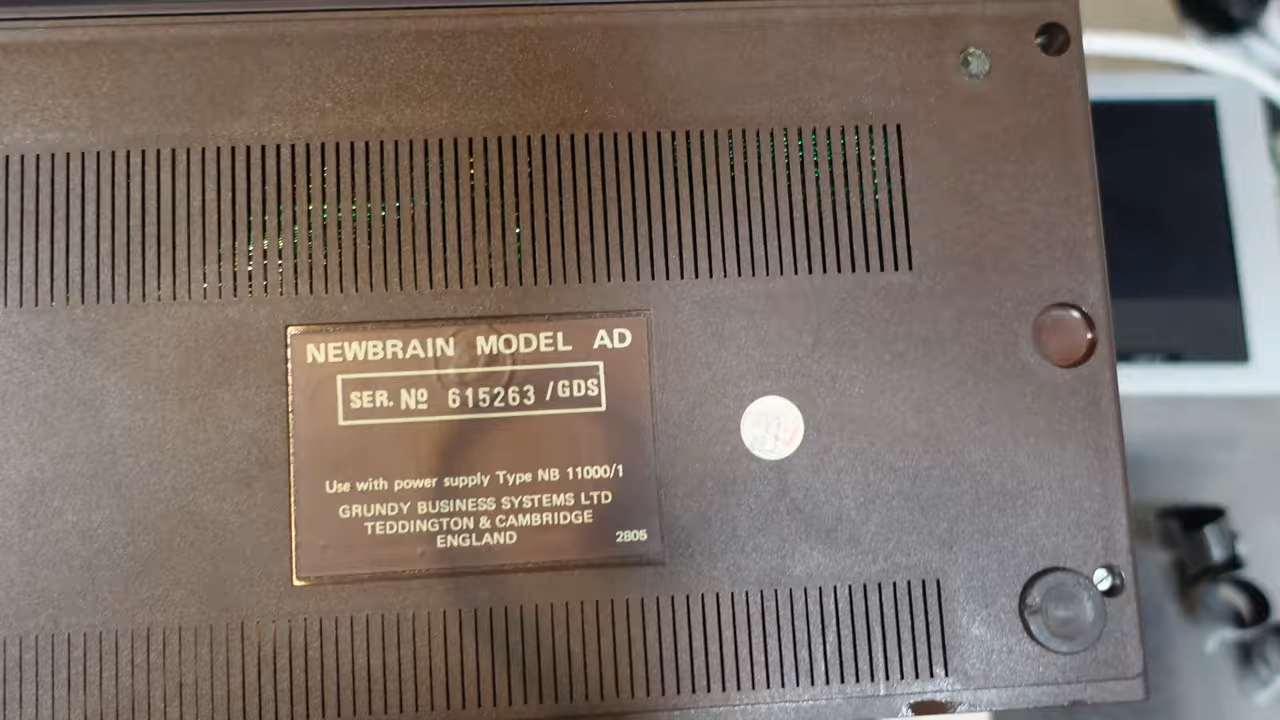 NEWBRAIN MODEL AD
SER. Nº 615263 /GDS
Use with power supply Type NB 11000/1
GRUNDY BUSINESS SYSTEMS LTD
TEDDINGTON & CAMBRIDGE
ENGLAND
2805